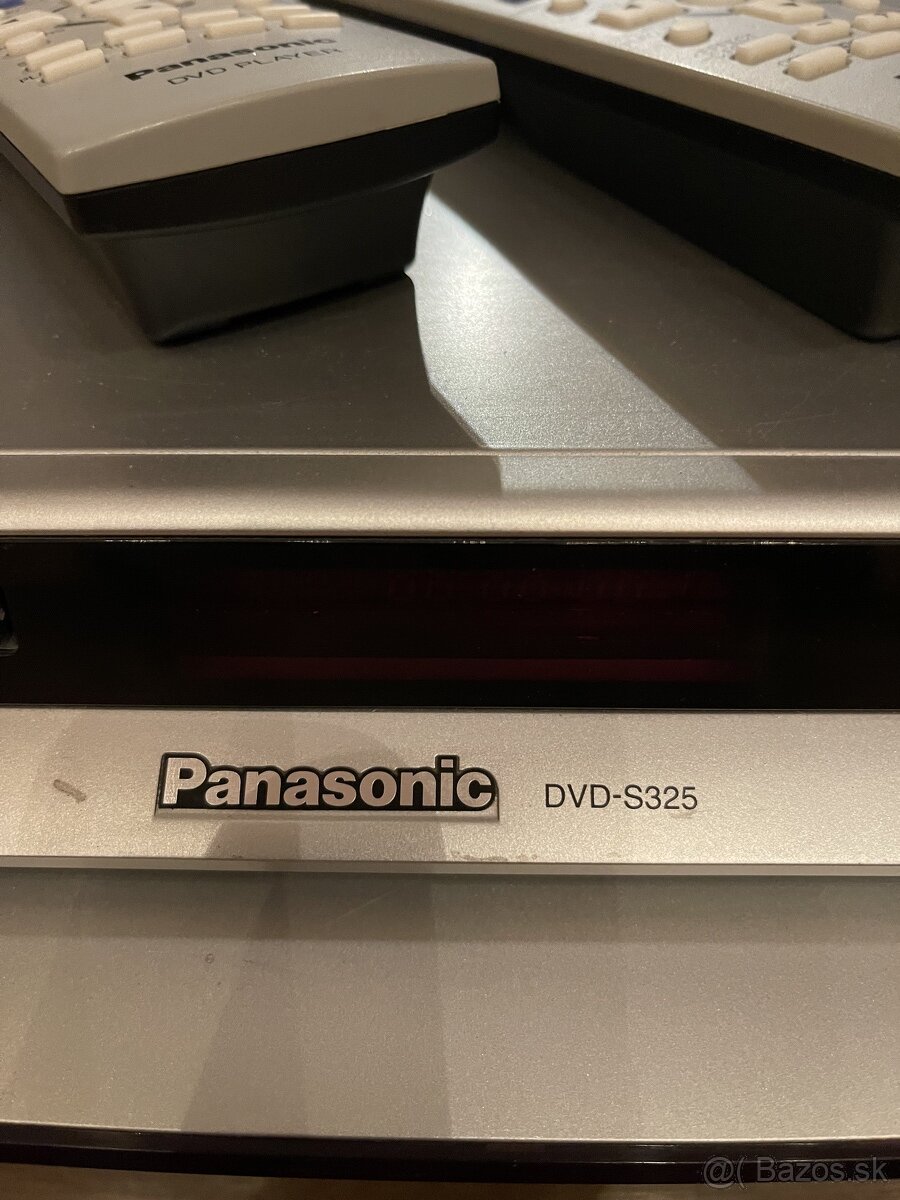 Panasonic
DVD PLAYER
Panasonic DVD-S325
@( Bazos.sk